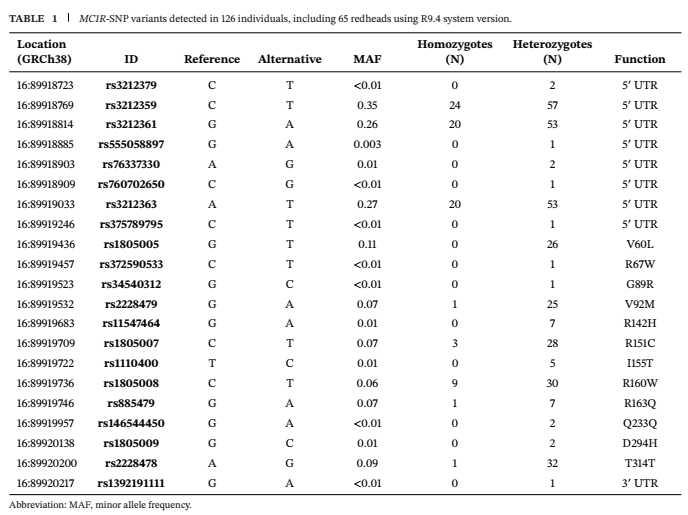 TABLE 1 | MC1R-SNP variants detected in 126 individuals, including 65 redheads using R9.4 system version.
Location (GRCh38) ID Reference Alternative MAF Homozygotes (N) Heterozygotes (N) Function
16:89918723 rs3212379 C T <0.01 0 2 5′ UTR
16:89918769 rs3212359 C T 0.35 24 57 5′ UTR
16:89918814 rs3212361 G A 0.26 20 53 5′ UTR
16:89918885 rs555058897 G A 0.003 0 1 5′ UTR
16:89918903 rs76337330 A G 0.01 0 2 5′ UTR
16:89918909 rs760702650 C G <0.01 0 1 5′ UTR
16:89919033 rs3212363 A T 0.27 20 53 5′ UTR
16:89919246 rs375789795 C T <0.01 0 1 5′ UTR
16:89919436 rs1805005 G T 0.11 0 26 V60L
16:89919457 rs372590533 C T <0.01 0 1 R67W
16:89919523 rs34540312 G C <0.01 0 1 G89R
16:89919532 rs2228479 G A 0.07 1 25 V92M
16:89919683 rs11547464 G A 0.01 0 7 R142H
16:89919709 rs1805007 C T 0.07 3 28 R151C
16:89919722 rs1110400 T C 0.01 0 5 I155T
16:89919736 rs1805008 C T 0.06 9 30 R160W
16:89919746 rs885479 G A 0.07 1 7 R163Q
16:89919957 rs146544450 G A <0.01 0 2 Q233Q
16:89920138 rs1805009 G C 0.01 0 2 D294H
16:89920200 rs2228478 A G 0.09 1 32 T314T
16:89920217 rs1392191111 G A <0.01 0 1 3′ UTR
Abbreviation: MAF, minor allele frequency.